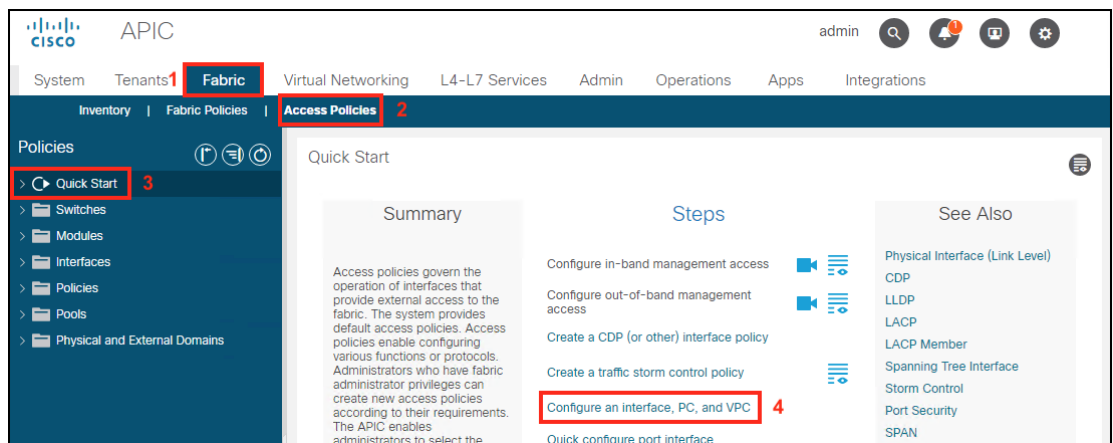 CISCO
APIC
admin
1
System
Tenants
1
Fabric
Virtual Networking
L4-L7 Services
Admin
Operations
Apps
Integrations
Inventory | Fabric Policies | Access Policies
2
Policies
Quick Start
3
Switches
Modules
Interfaces
Policies
Pools
Physical and External Domains
Quick Start
Summary
Access policies govern the
operation of interfaces that
provide external access to the
fabric. The system provides
default access policies. Access
policies enable configuring
various functions or protocols.
Administrators who have fabric
administrator privileges can
create new access policies
according to their requirements.
The APIC enables
administrators to select the
Steps
Configure in-band management access
Configure out-of-band management
access
Create a CDP (or other) interface policy
Create a traffic storm control policy
Configure an interface, PC, and VPC
4
Quick configure port interface
See Also
Physical Interface (Link Level)
CDP
LLDP
LACP
LACP Member
Spanning Tree Interface
Storm Control
Port Security
SPAN